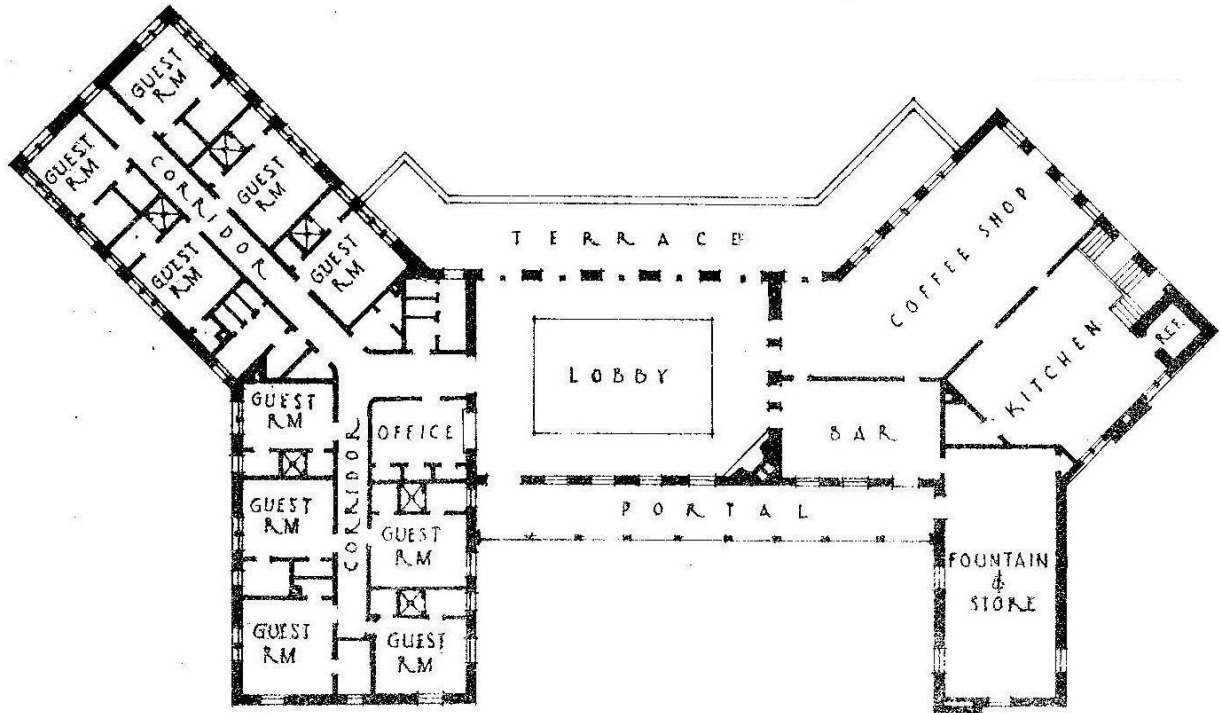 GUEST
RM
GUEST
RM
CORRIDOR
GUEST
RM
GUEST
RM
GUEST
RM
TERRACE
COFFEE SHOP
KITCHEN
REF.
LOBBY
BAR
GUEST
RM
OFFICE
CORRIDOR
GUEST
RM
GUEST
RM
GUEST
RM
GUEST
RM
PORTAL
FOUNTAIN
&
STORE